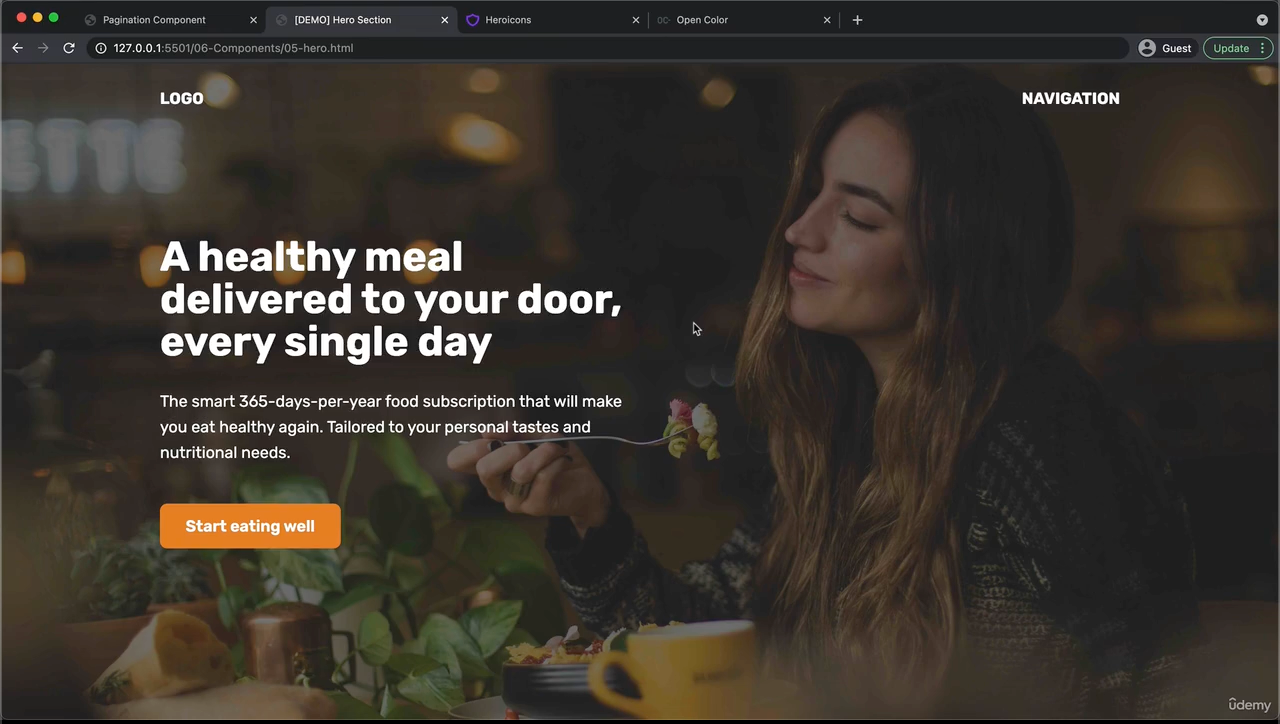 Pagination Component
[DEMO] Hero Section
Heroicons
Open Color
127.0.0.1:5501/06-Components/05-hero.html
Guest
Update
LOGO
NAVIGATION
A healthy meal
delivered to your door,
every single day
The smart 365-days-per-year food subscription that will make
you eat healthy again. Tailored to your personal tastes and
nutritional needs.
Start eating well
ûdemy